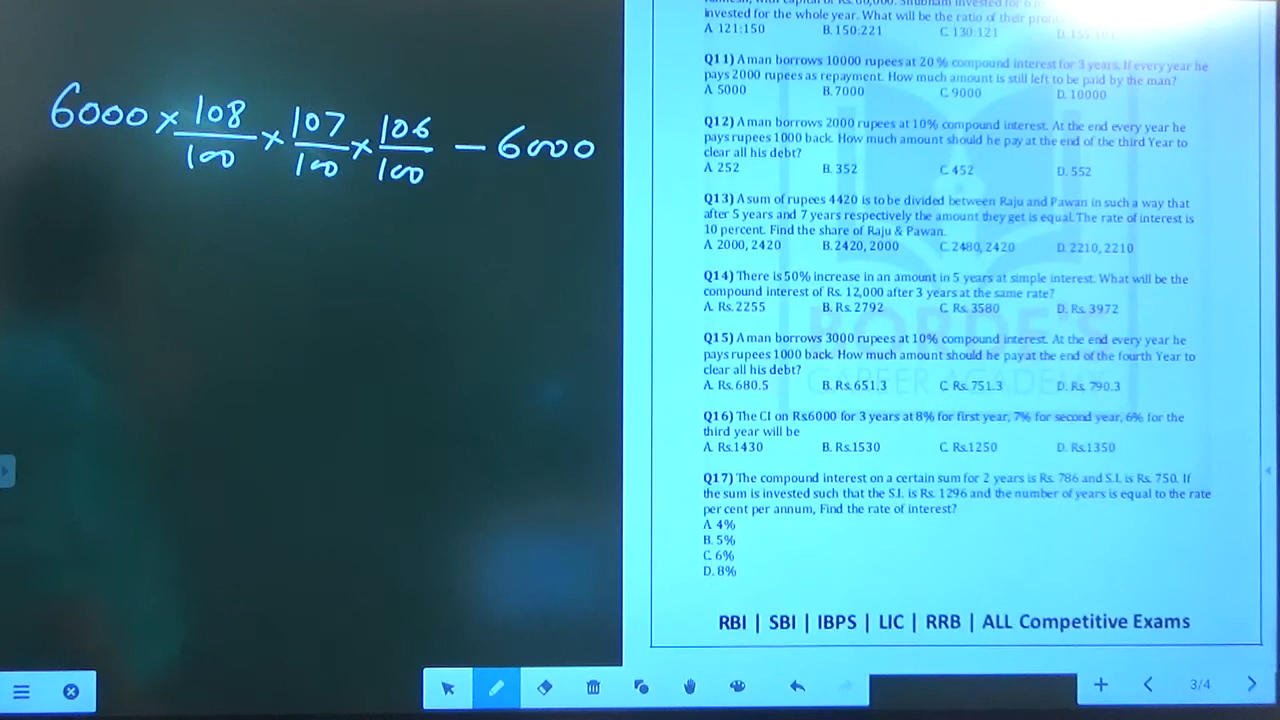 6000 × 108/100 × 107/100 × 106/100 – 6000
invested for the whole year. What will be the ratio of their
A. 121:150 B. 150:221 C. 130:121
Q11) A man borrows 10000 rupees at 20 % compound interest for 3 years. If every year he
pays 2000 rupees as repayment. How much amount is still left to be paid by the man?
A. 5000 B. 7000 C. 9000 D. 10000
Q12) A man borrows 2000 rupees at 10% compound interest. At the end every year he
pays rupees 1000 back. How much amount should he pay at the end of the third Year to
clear all his debt?
A. 252 B. 352 C. 452 D. 552
Q13) A sum of rupees 4420 is to be divided between Raju and Pawan in such a way that
after 5 years and 7 years respectively the amount they get is equal. The rate of interest is
10 percent. Find the share of Raju & Pawan.
A. 2000, 2420 B. 2420, 2000 C. 2480, 2420 D. 2210, 2210
Q14) There is 50% increase in an amount in 5 years at simple interest. What will be the
compound interest of Rs. 12,000 after 3 years at the same rate?
A. Rs. 2255 B. Rs. 2792 C. Rs. 3580 D. Rs. 3972
Q15) A man borrows 3000 rupees at 10% compound interest. At the end every year he
pays rupees 1000 back. How much amount should he pay at the end of the fourth Year to
clear all his debt?
A. Rs. 680.5 B. Rs. 651.3 C. Rs. 751.3 D. Rs. 790.3
CAREER ACADEMY
Q16) The CI on Rs6000 for 3 years at 8% for first year, 7% for second year, 6% for the
third year will be
A. Rs.1430 B. Rs.1530 C. Rs.1250 D. Rs.1350
Q17) The compound interest on a certain sum for 2 years is Rs. 786 and S.I. is Rs. 750. If
the sum is invested such that the S.I. is Rs. 1296 and the number of years is equal to the rate
per cent per annum, Find the rate of interest?
A. 4%
B. 5%
C. 6%
D. 8%
RBI | SBI | IBPS | LIC | RRB | ALL Competitive Exams
3/4